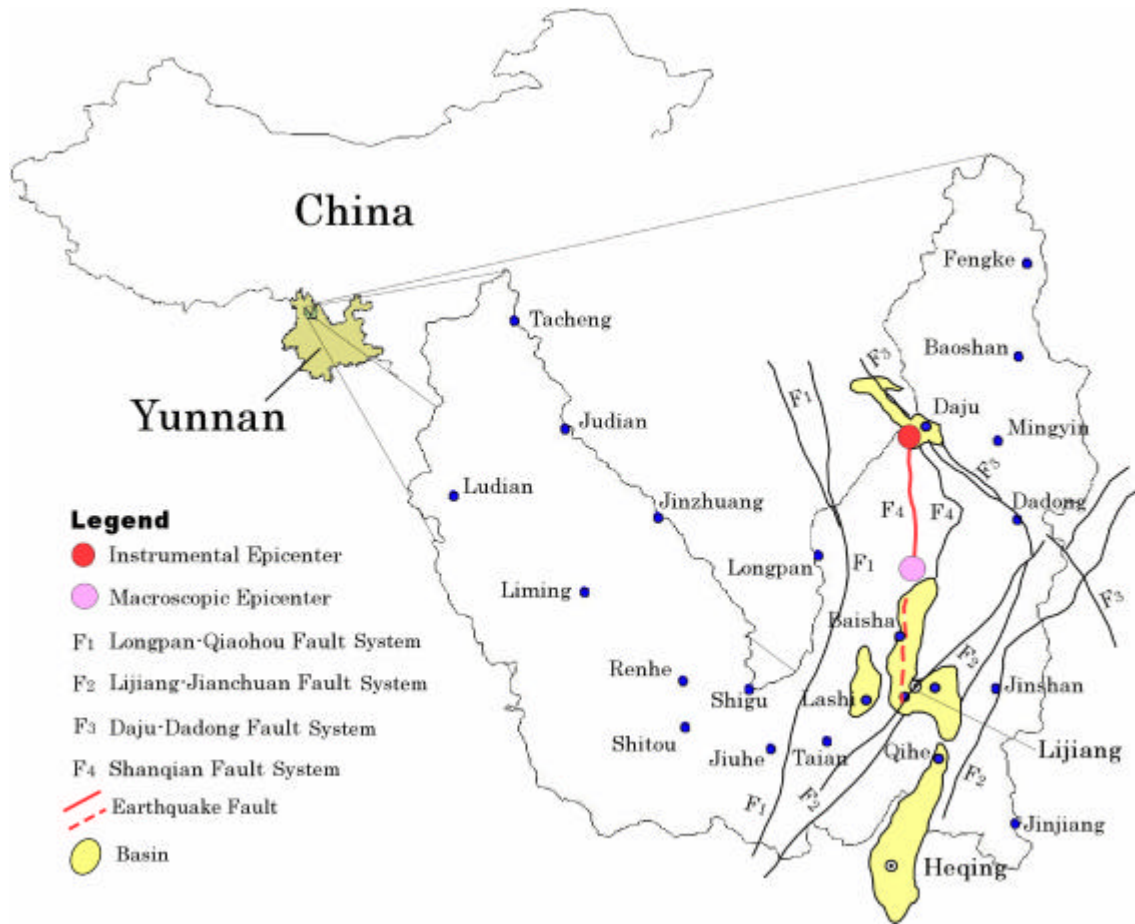 China
Yunnan
Fengke
Tacheng
Baoshan
F3
F1
Daju
Judian
Mingyin
F3
Ludian
Jinzhuang
F4
F4
Dadong
Longpan
F1
Liming
F3
Baisha
F2
Renhe
Shigu
Lashi
Jinshan
Shitou
Jiuhe
Taian
Qihe
Lijiang
F1
F2
F2
Jinjiang
Heqing
Legend
Instrumental Epicenter
Macroscopic Epicenter
F1 Longpan-Qiaohou Fault System
F2 Lijiang-Jianchuan Fault System
F3 Daju-Dadong Fault System
F4 Shanqian Fault System
Earthquake Fault
Basin